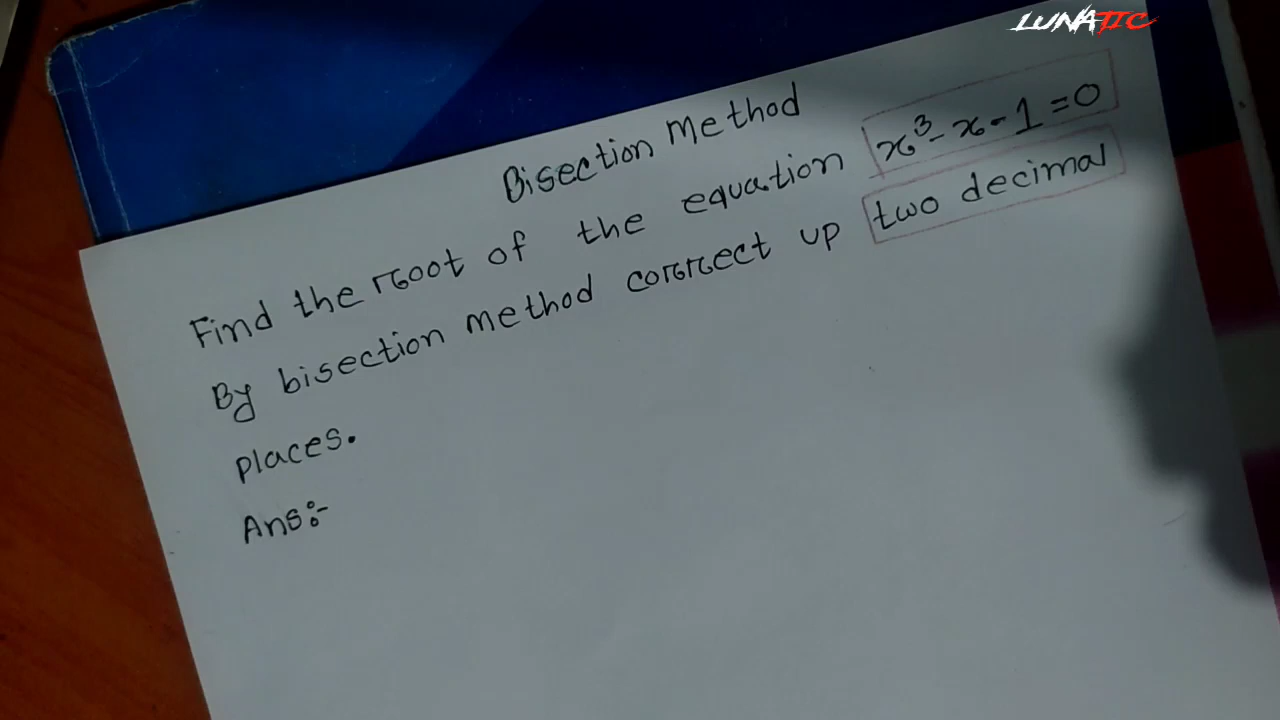 LUNATIC
Bisection Method
Find the root of the equation x³-x-1=0
By bisection method correct up two decimal
places.
Ans:-